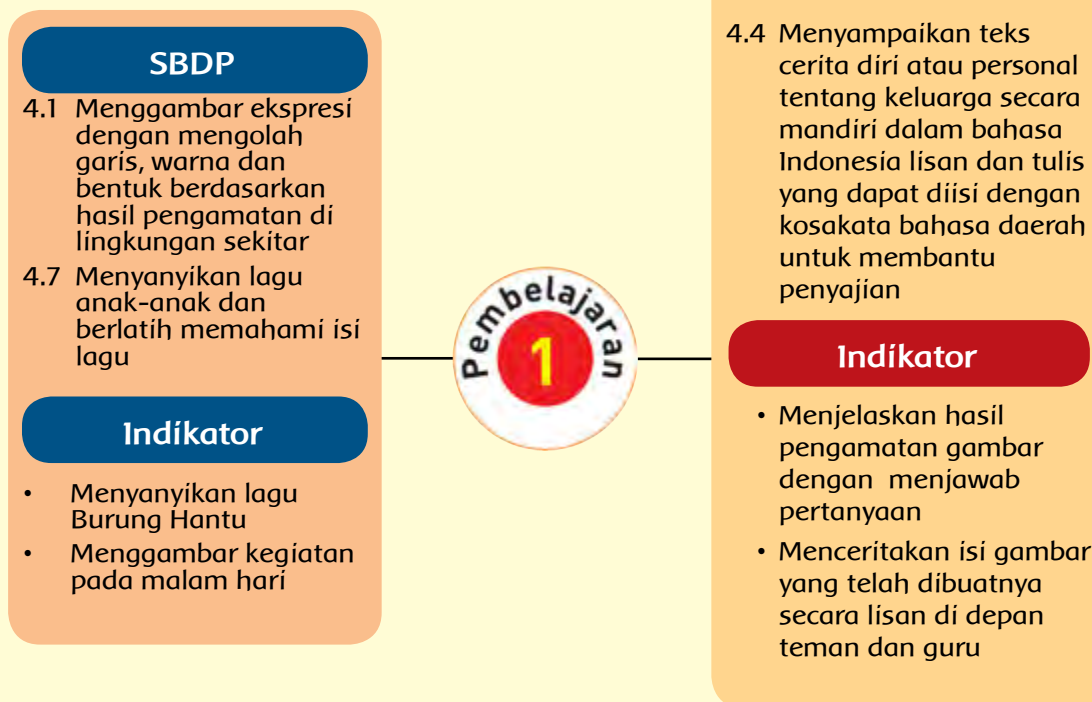 SBDP
4.1 Menggambar ekspresi
dengan mengolah
garis, warna dan
bentuk berdasarkan
hasil pengamatan di
lingkungan sekitar
4.7 Menyanyikan lagu
anak-anak dan
berlatih memahami isi
lagu
Indikator
• Menyanyikan lagu
Burung Hantu
• Menggambar kegiatan
pada malam hari
Pembelajaran
1
4.4 Menyampaikan teks
cerita diri atau personal
tentang keluarga secara
mandiri dalam bahasa
Indonesia lisan dan tulis
yang dapat diisi dengan
kosakata bahasa daerah
untuk membantu
penyajian
Indikator
• Menjelaskan hasil
pengamatan gambar
dengan menjawab
pertanyaan
• Menceritakan isi gambar
yang telah dibuatnya
secara lisan di depan
teman dan guru